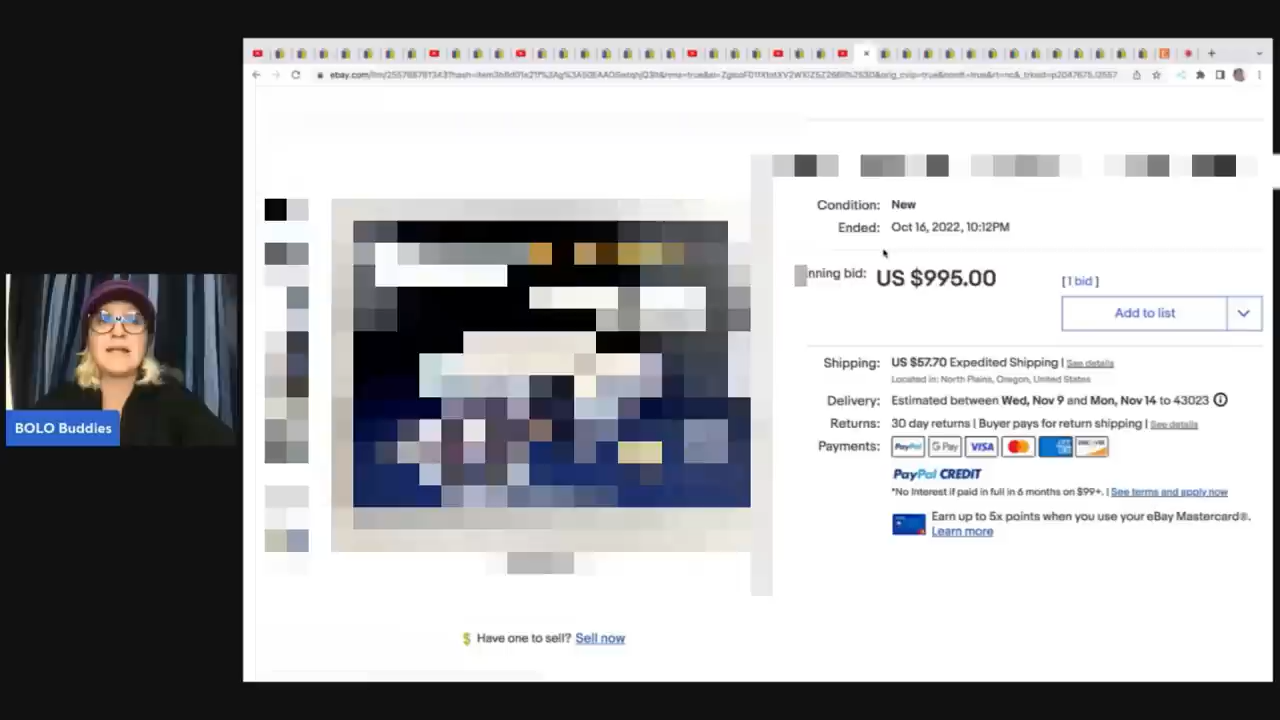 Condition: New
Ended: Oct 16, 2022, 10:12PM
nning bid: US $995.00 [ 1 bid ]
Add to list
Shipping: US $57.70 Expedited Shipping | See details
Located in: North Plains, Oregon, United States
Delivery: Estimated between Wed, Nov 9 and Mon, Nov 14 to 43023
Returns: 30 day returns | Buyer pays for return shipping | See details
Payments: PayPal G Pay VISA DISCOVER
PayPal CREDIT
*No Interest if paid in full in 6 months on $99+. | See terms and apply now
Earn up to 5x points when you use your eBay Mastercard®.
Learn more
BOLO Buddies
$ Have one to sell? Sell now